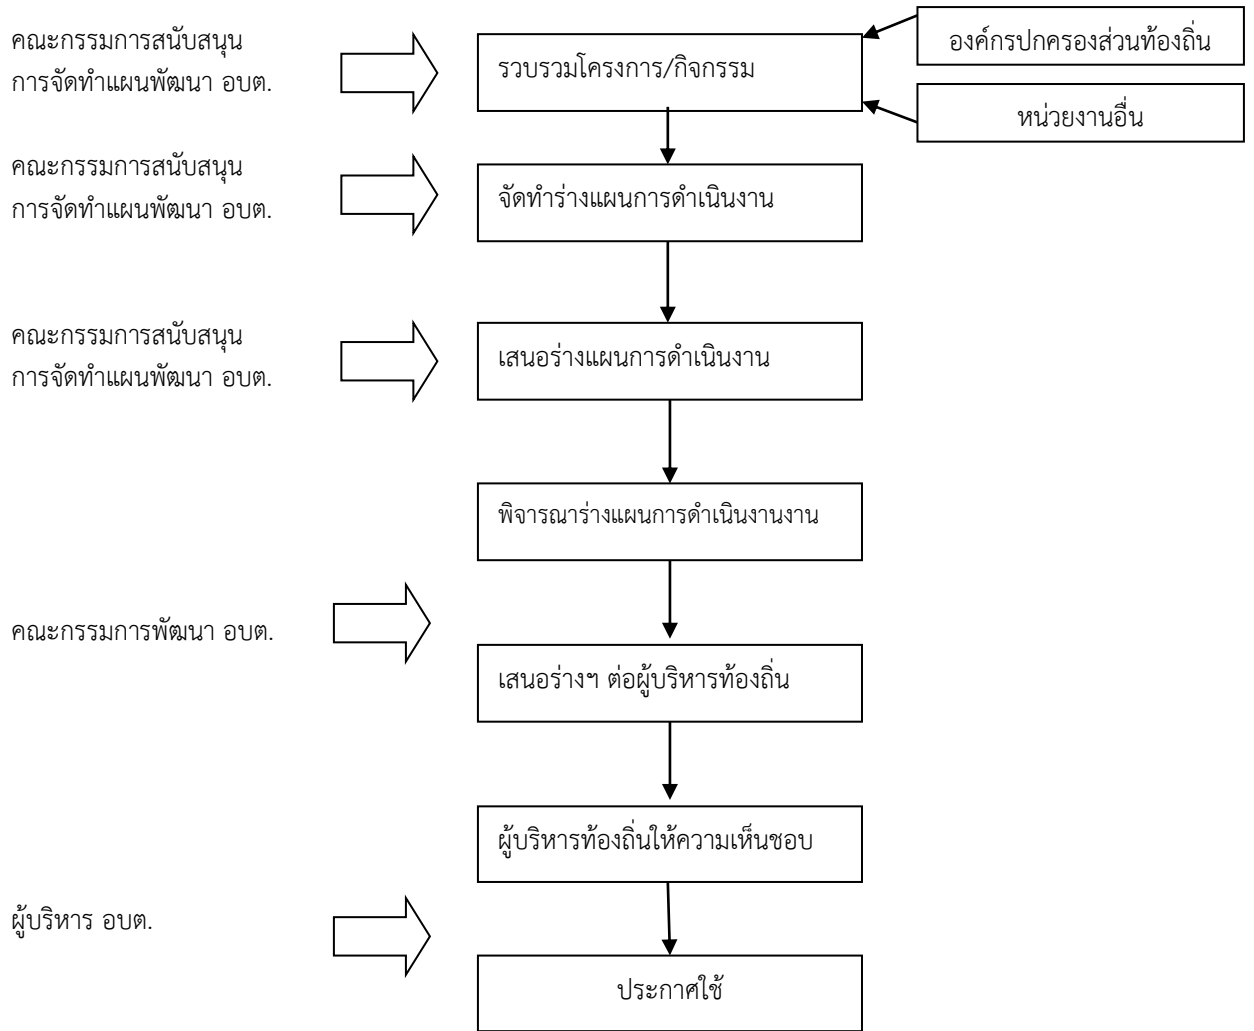 คณะกรรมการสนับสนุน
การจัดทำแผนพัฒนา อบต.
รวบรวมโครงการ/กิจกรรม
องค์กรปกครองส่วนท้องถิ่น
หน่วยงานอื่น
คณะกรรมการสนับสนุน
การจัดทำแผนพัฒนา อบต.
จัดทำร่างแผนการดำเนินงาน
คณะกรรมการสนับสนุน
การจัดทำแผนพัฒนา อบต.
เสนอร่างแผนการดำเนินงาน
พิจารณาร่างแผนการดำเนินงานงาน
คณะกรรมการพัฒนา อบต.
เสนอร่างฯ ต่อผู้บริหารท้องถิ่น
ผู้บริหารท้องถิ่นให้ความเห็นชอบ
ผู้บริหาร อบต.
ประกาศใช้